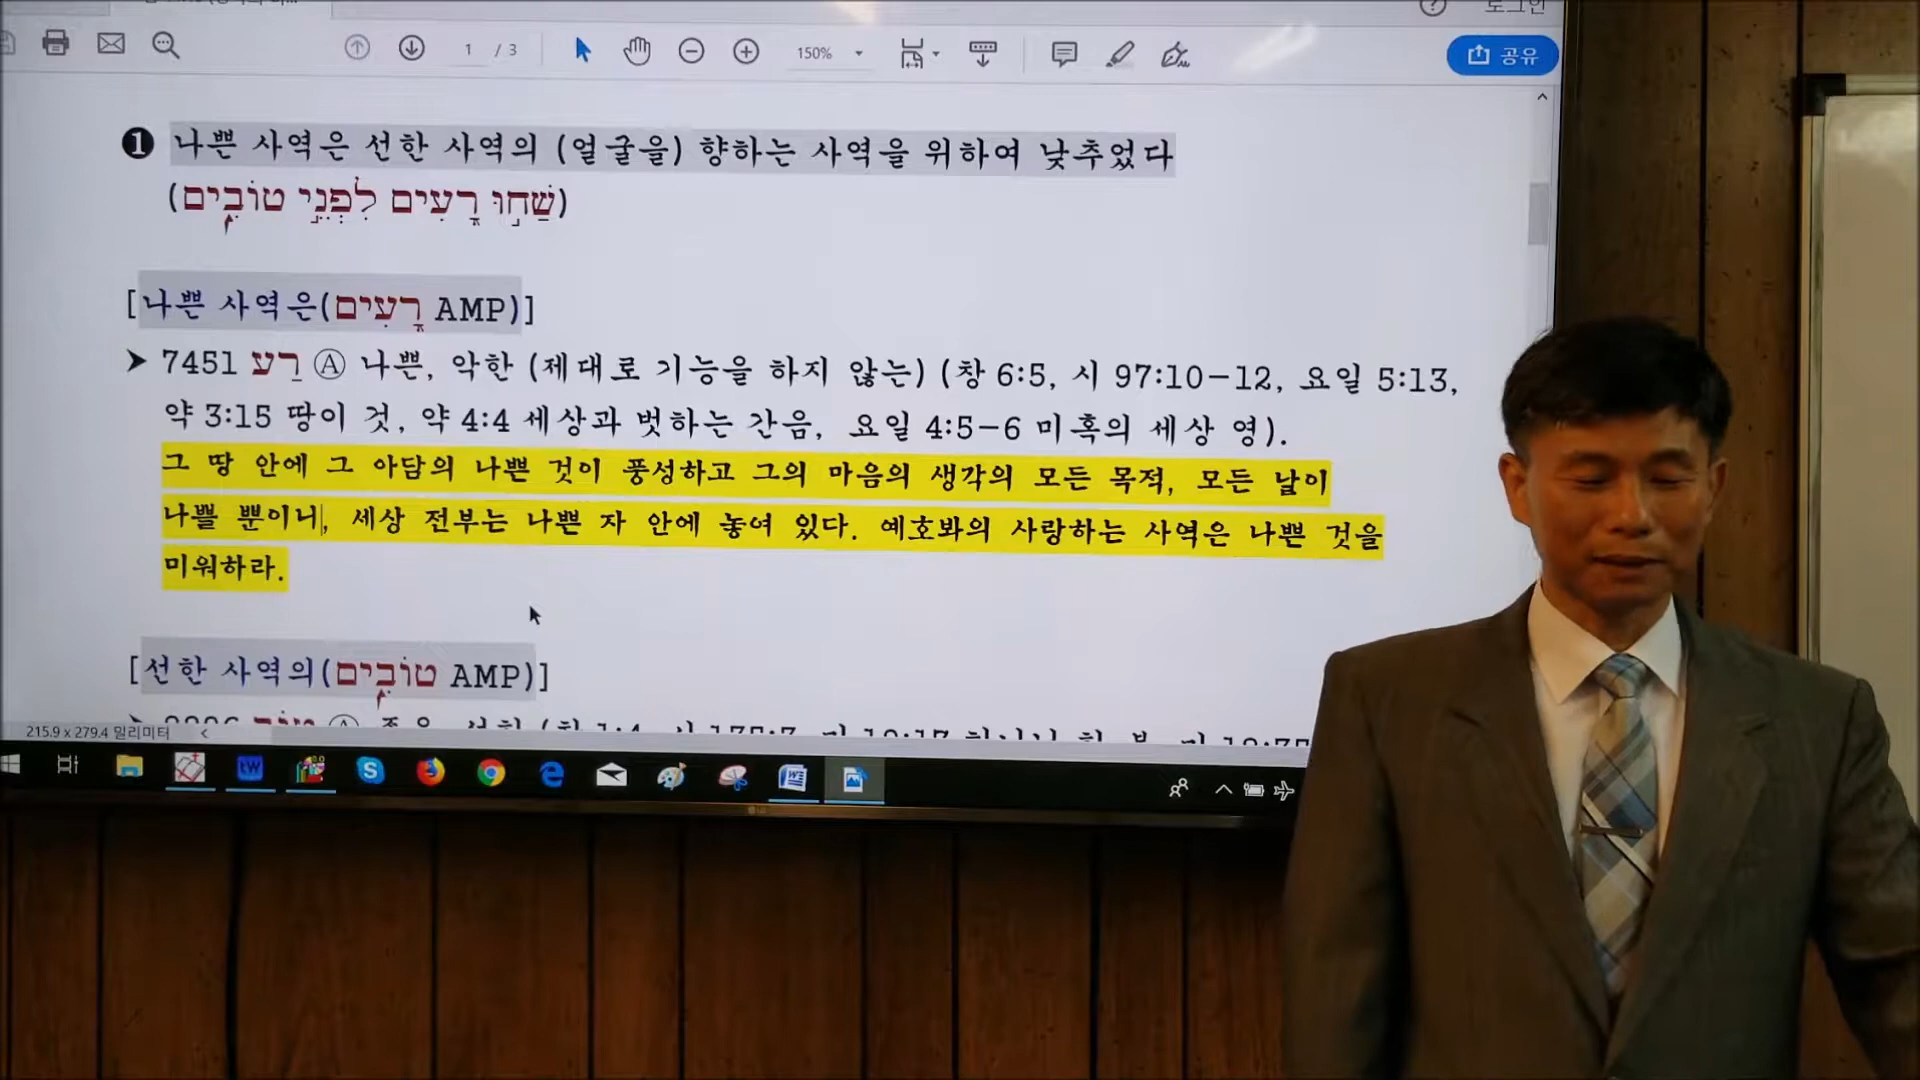 로그인
1 / 3
150%
공유
❶ 나쁜 사역은 선한 사역의 (얼굴을) 향하는 사역을 위하여 낮추었다
(שַׁח֣וּ רָ֭עִים לִפְנֵ֣י טוֹבִ֑ים)
[나쁜 사역은(רָ֭עִים AMP)]
➤ 7451 רַע Ⓐ 나쁜, 악한 (제대로 기능을 하지 않는) (창 6:5, 시 97:10-12, 요일 5:13,
약 3:15 땅이 것, 약 4:4 세상과 벗하는 간음, 요일 4:5-6 미혹의 세상 영).
그 땅 안에 그 아담의 나쁜 것이 풍성하고 그의 마음의 생각의 모든 목적, 모든 날이
나쁠 뿐이니, 세상 전부는 나쁜 자 안에 놓여 있다. 예호봐의 사랑하는 사역은 나쁜 것을
미워하라.
[선한 사역의(טוֹבִ֑ים AMP)]
215.9 x 279.4 밀리미터